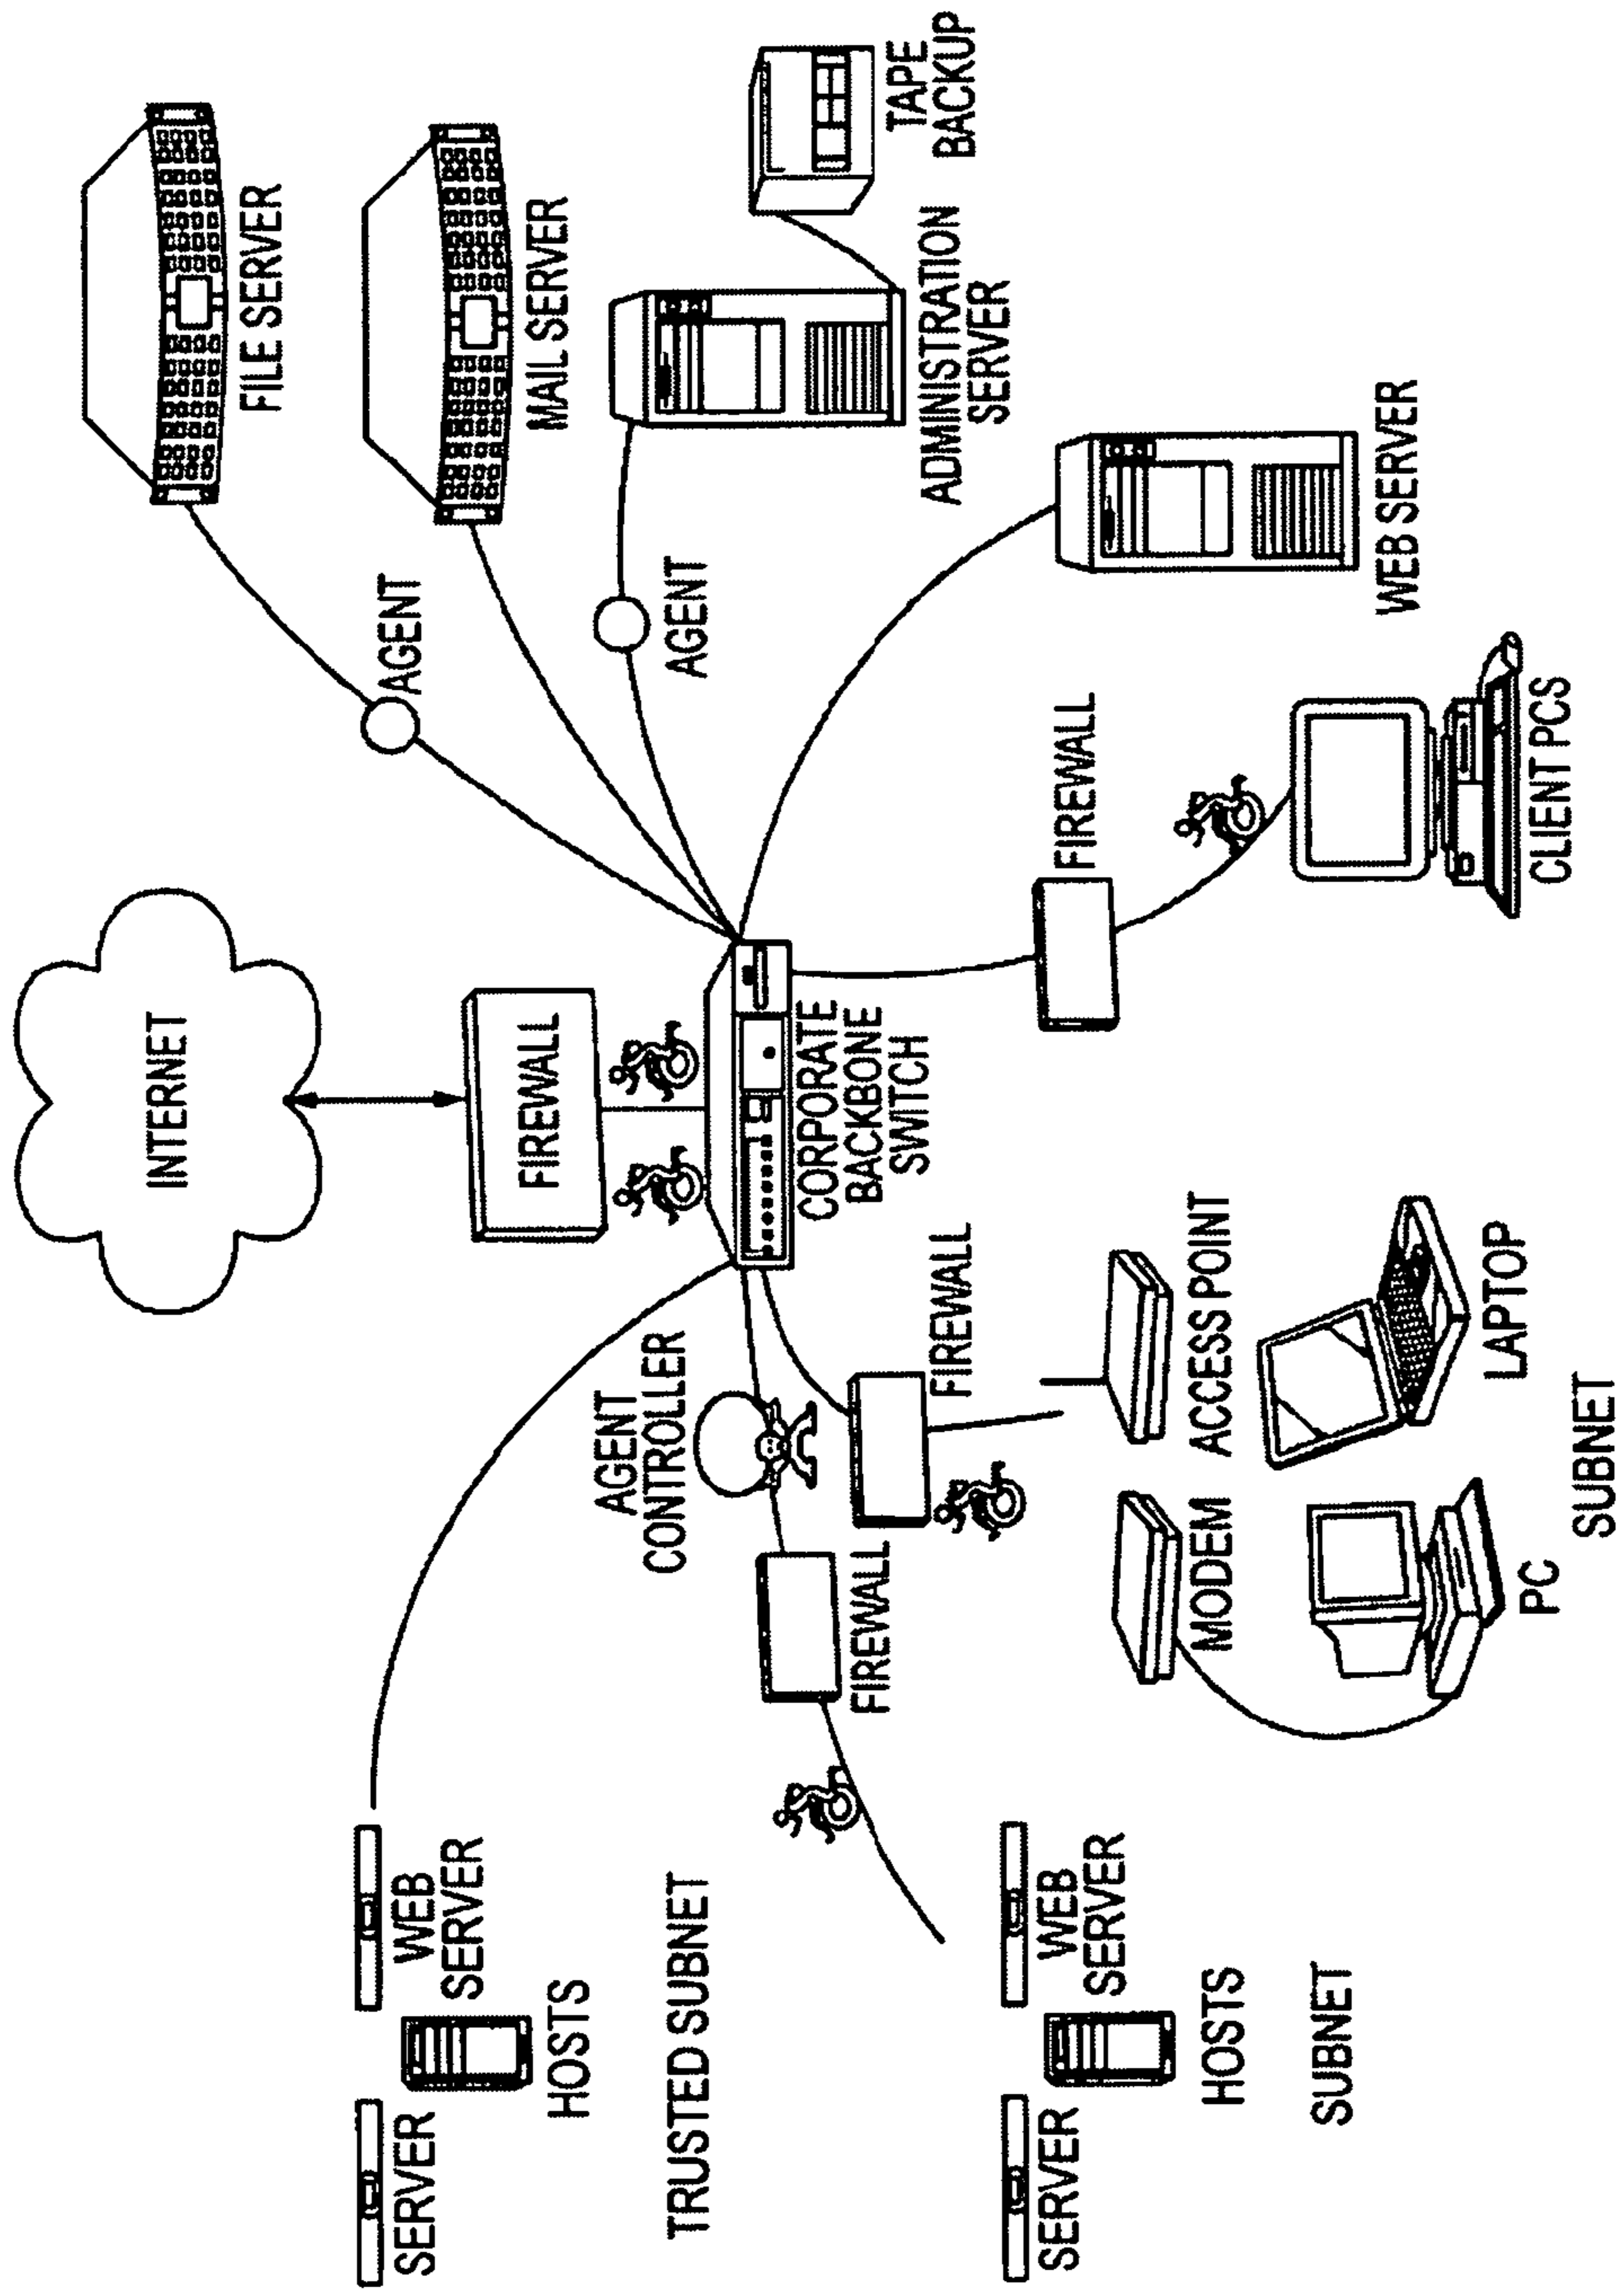 INTERNET
FIREWALL
FILE SERVER
AGENT
MAIL SERVER
AGENT
ADMINISTRATION
SERVER
TAPE
BACKUP
WEB SERVER
CORPORATE
BACKBONE
SWITCH
FIREWALL
CLIENT PCS
AGENT
CONTROLLER
FIREWALL
FIREWALL
MODEM
ACCESS POINT
PC
LAPTOP
SUBNET
SERVER
WEB
SERVER
HOSTS
TRUSTED SUBNET
SERVER
WEB
SERVER
HOSTS
SUBNET